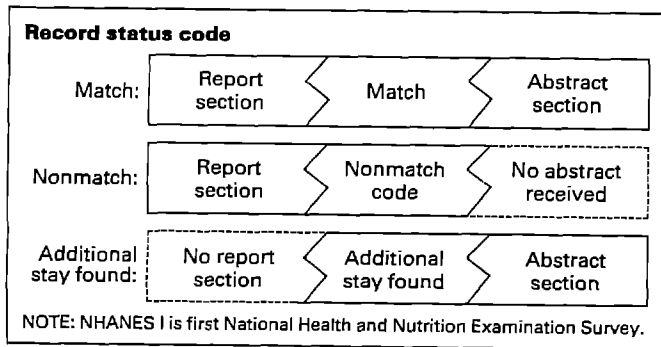 Record status code
Match:
Report
section
Match
Abstract
section
Nonmatch:
Report
section
Nonmatch
code
No abstract
received
Additional
stay found:
No report
section
Additional
stay found
Abstract
section
NOTE: NHANES I is first National Health and Nutrition Examination Survey.